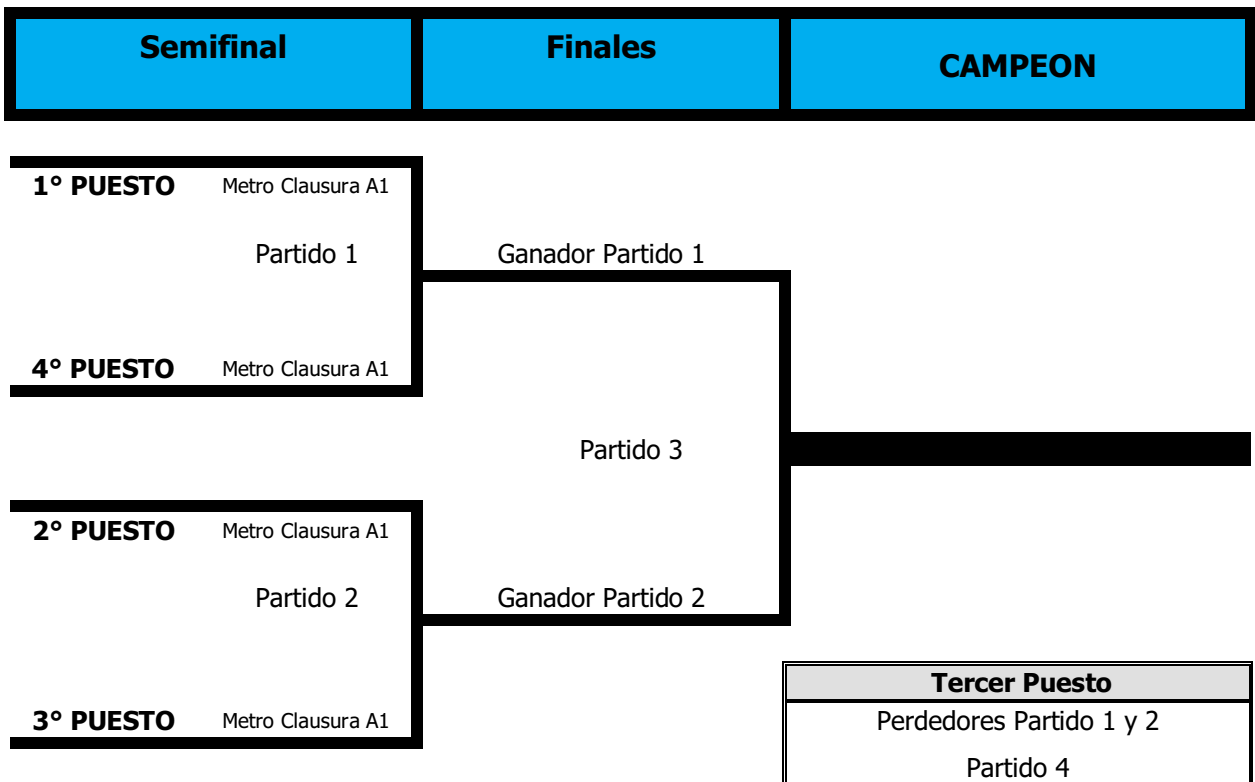 Semifinal Finales CAMPEON
1° PUESTO Metro Clausura A1
Partido 1 Ganador Partido 1
4° PUESTO Metro Clausura A1
Partido 3
2° PUESTO Metro Clausura A1
Partido 2 Ganador Partido 2
Tercer Puesto
3° PUESTO Metro Clausura A1 Perdedores Partido 1 y 2
Partido 4